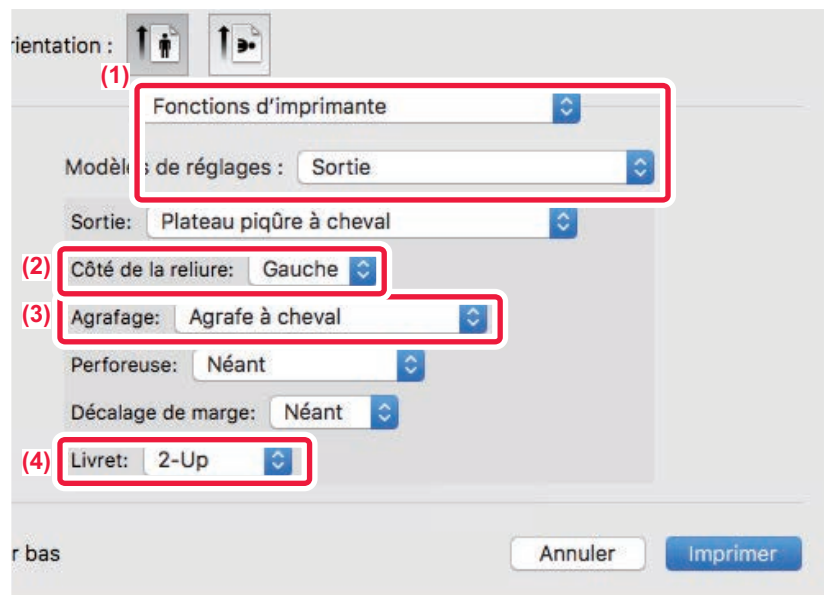 rientation :
(1)
Fonctions d'imprimante
Modèles de réglages : Sortie
Sortie: Plateau piqûre à cheval
(2) Côté de la reliure: Gauche
(3) Agrafage: Agrafe à cheval
Perforeuse: Néant
Décalage de marge: Néant
(4) Livret: 2-Up
r bas Annuler Imprimer